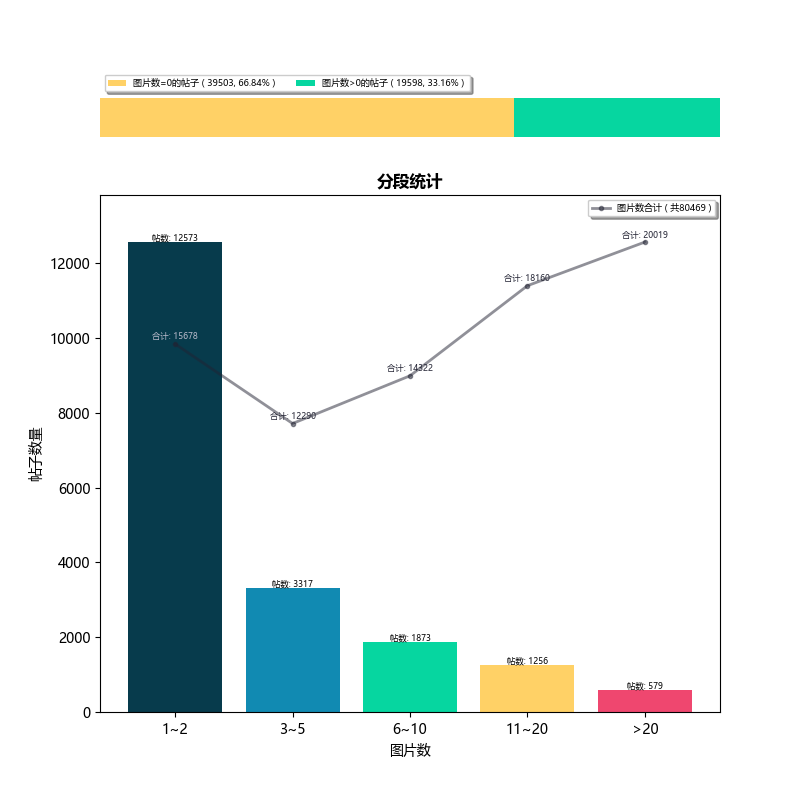 图片数=0的帖子 ( 39503, 66.84% ) 图片数>0的帖子 ( 19598, 33.16% )
分段统计
图片数合计 ( 共80469 )
合计: 20019
帖数: 12573
合计: 18160
合计: 15678
合计: 14322
合计: 12290
帖数: 3317
帖数: 1873
帖数: 1256
帖数: 579
12000
10000
8000
6000
4000
2000
0
帖子数量
1~2 3~5 6~10 11~20 >20
图片数